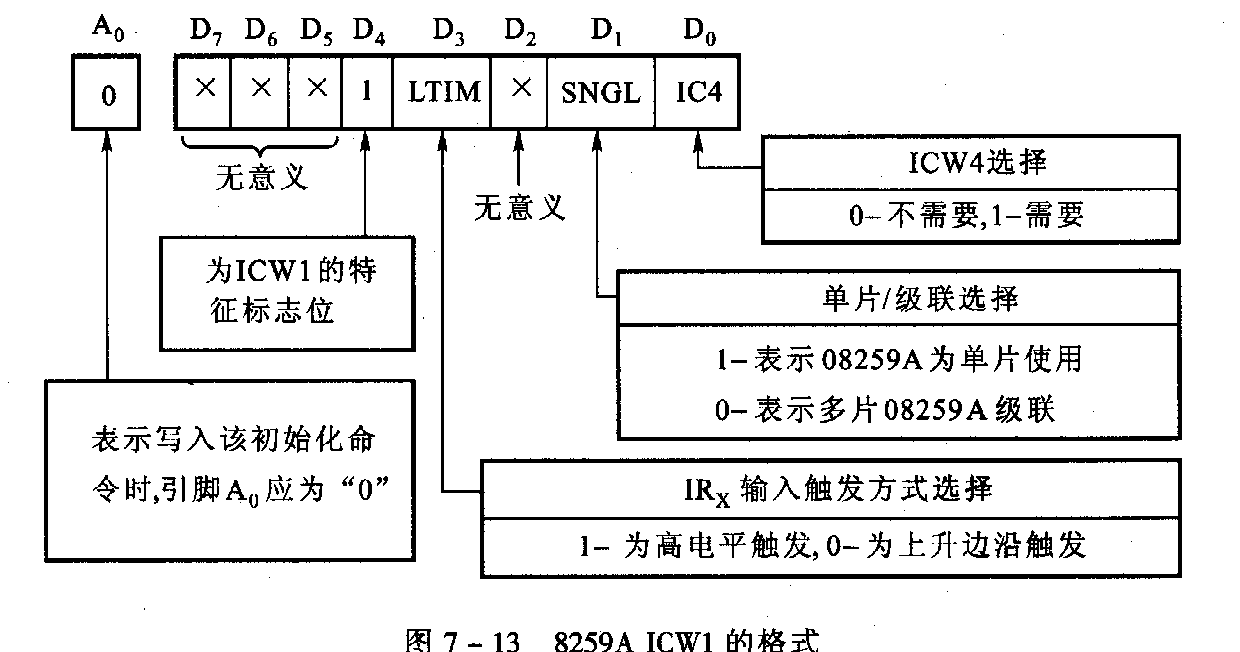 A₀ D₇ D₆ D₅ D₄ D₃ D₂ D₁ D₀
0 × × × 1 LTIM × SNGL IC4
无意义
无意义
ICW4选择
0-不需要,1-需要
为ICW1的特
征标志位
单片/级联选择
1-表示08259A为单片使用
0-表示多片08259A级联
表示写入该初始化命
令时,引脚A₀应为“0”
IRₓ输入触发方式选择
1-为高电平触发,0-为上升边沿触发
图 7-13 8259A ICW1 的格式